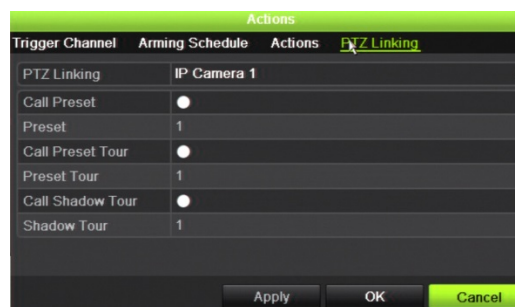 Actions
Trigger Channel Arming Schedule Actions PTZ Linking
PTZ Linking IP Camera 1
Call Preset
Preset 1
Call Preset Tour
Preset Tour 1
Call Shadow Tour
Shadow Tour 1
Apply OK Cancel